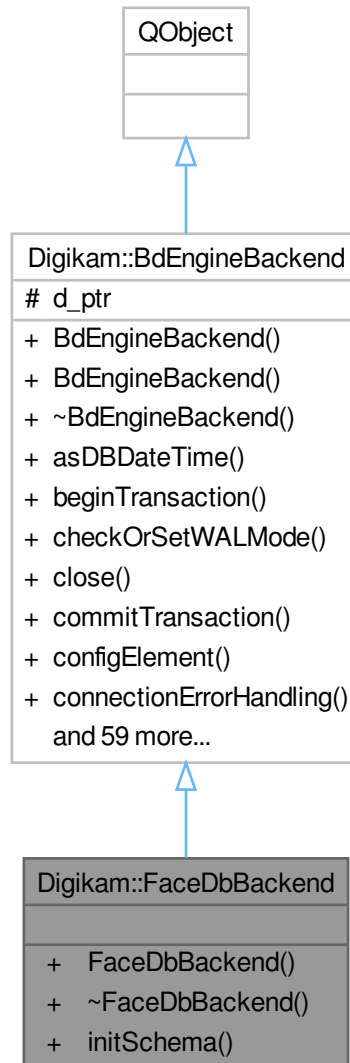 QObject
Digikam::BdEngineBackend
# d_ptr
+ BdEngineBackend()
+ BdEngineBackend()
+ ~BdEngineBackend()
+ asDBDateTime()
+ beginTransaction()
+ checkOrSetWALMode()
+ close()
+ commitTransaction()
+ configElement()
+ connectionErrorHandling()
and 59 more...
Digikam::FaceDbBackend
+ FaceDbBackend()
+ ~FaceDbBackend()
+ initSchema()